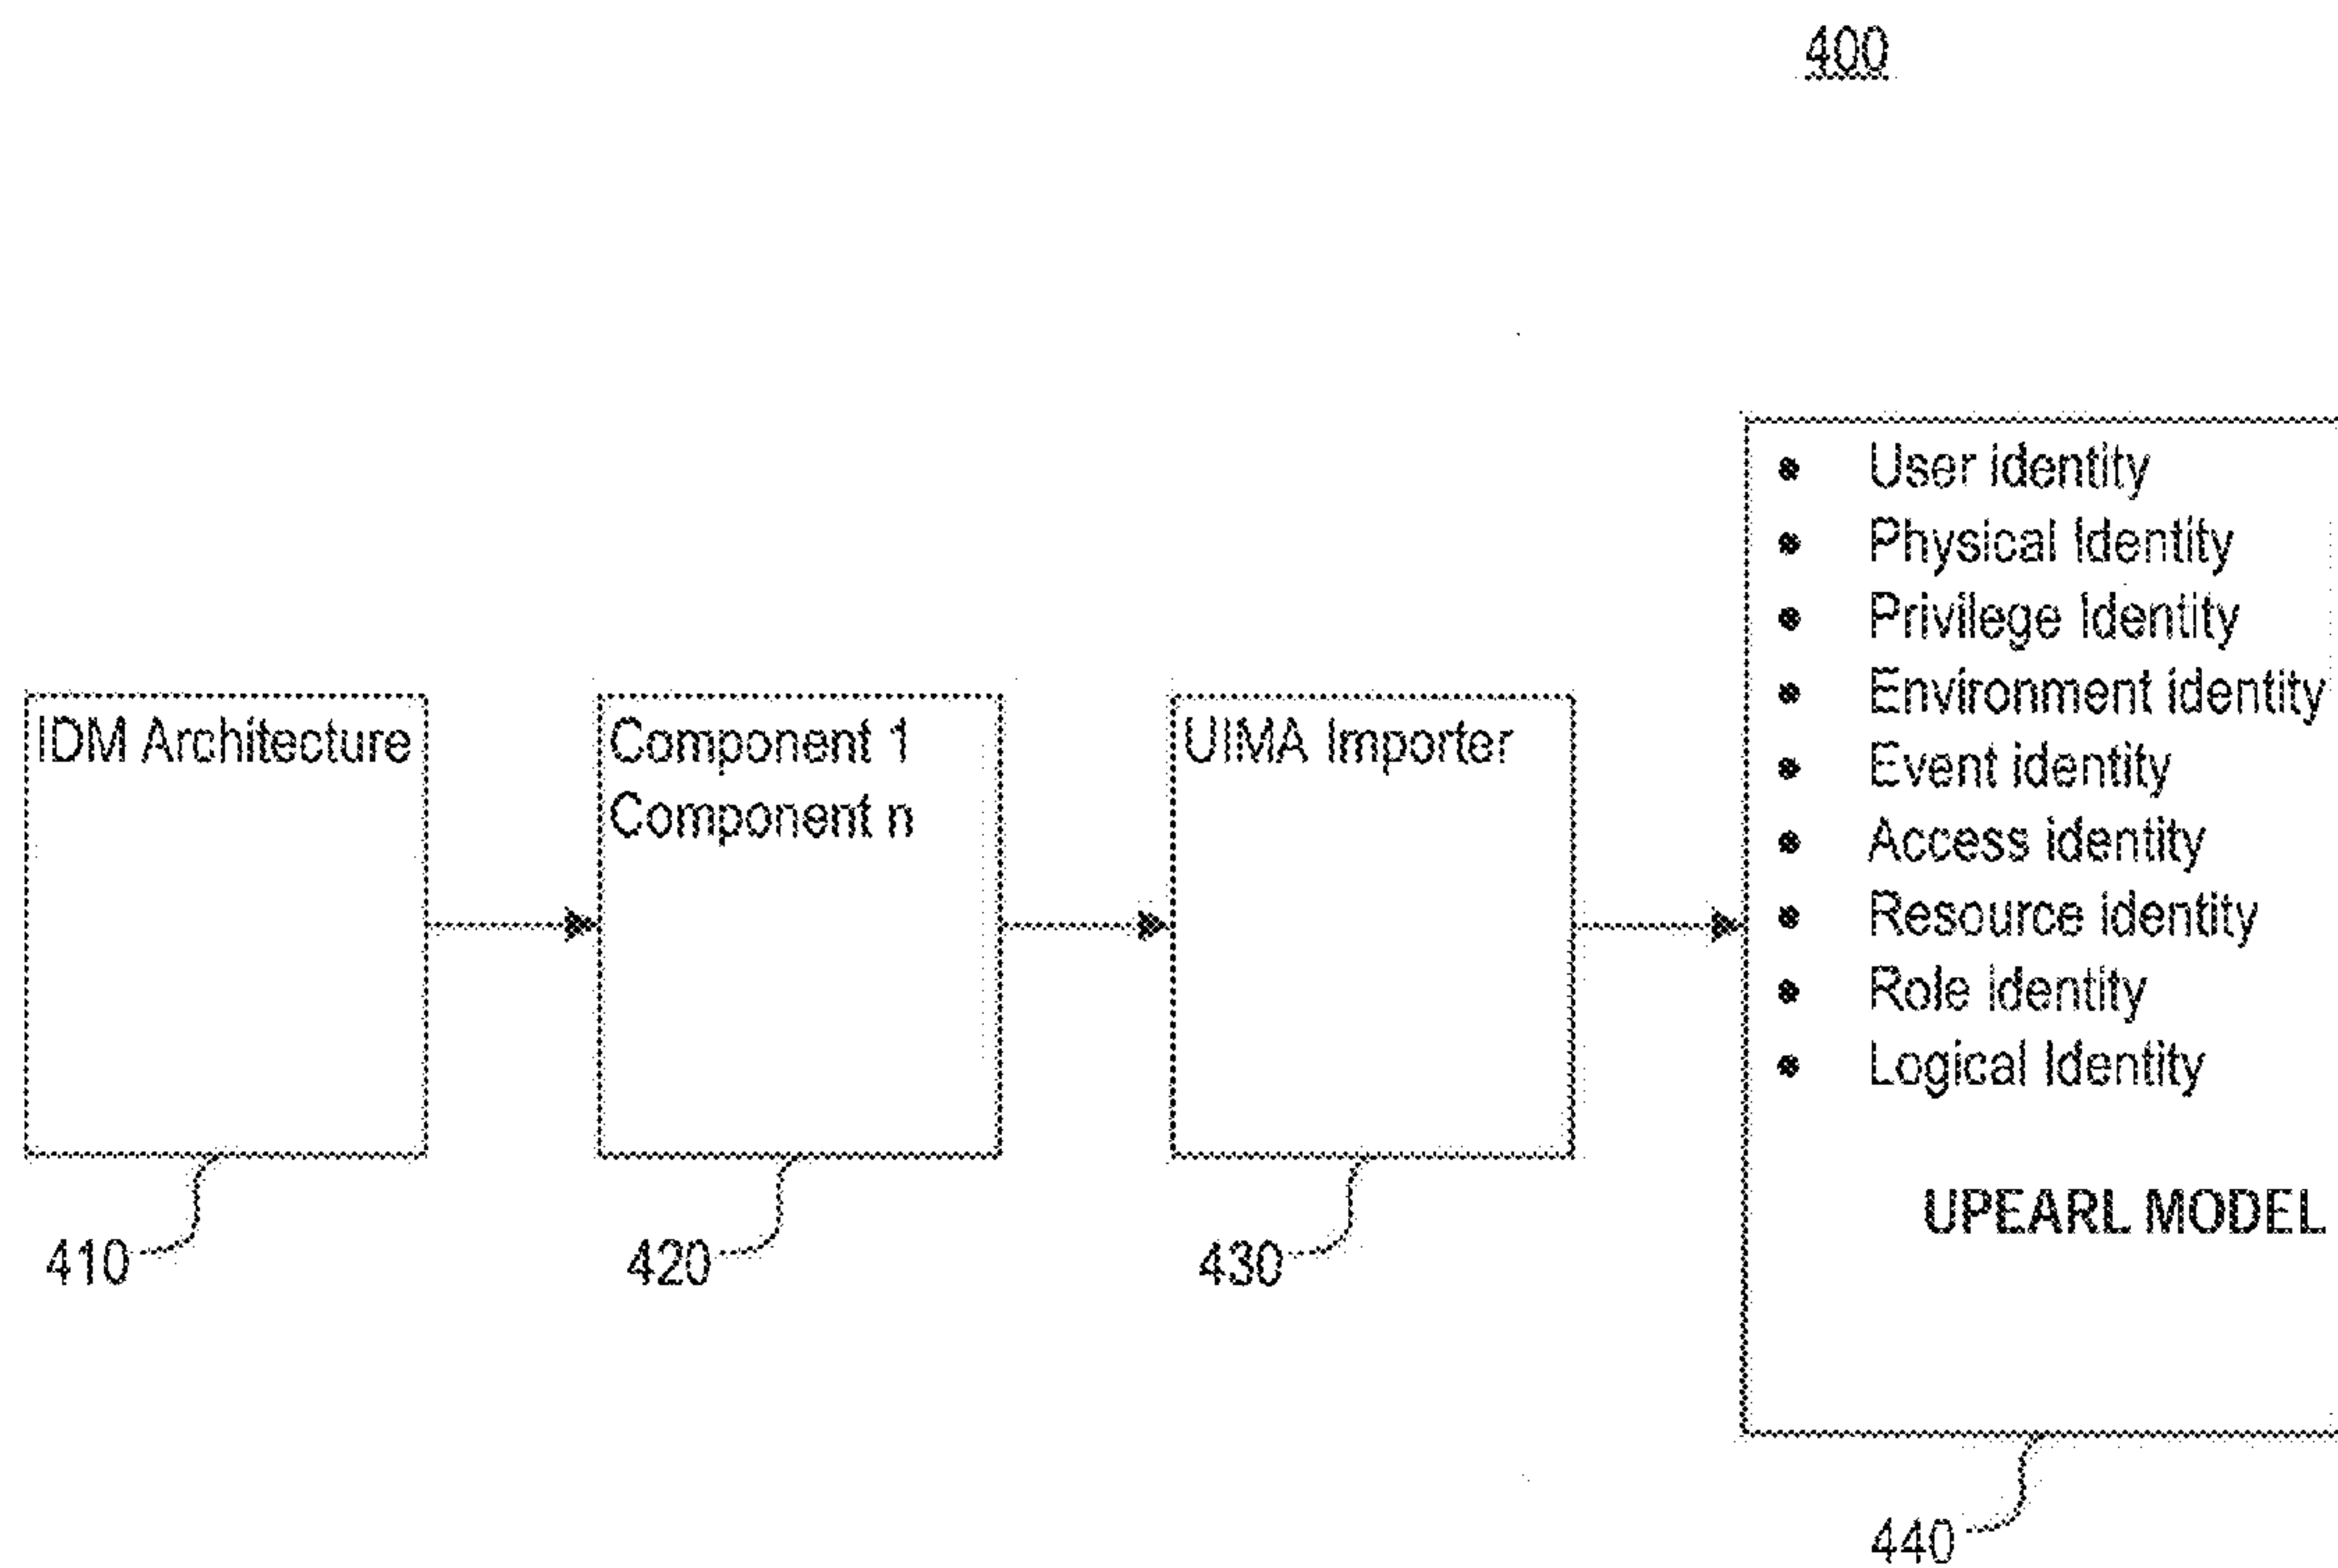 400
IDM Architecture
410
Component 1
Component n
420
UIMA Importer
430
• User identity
• Physical Identity
• Privilege Identity
• Environment identity
• Event identity
• Access identity
• Resource identity
• Role identity
• Logical Identity
UPEARL MODEL
440